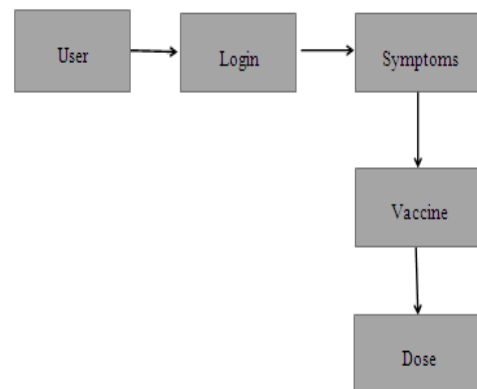 User
Login
Symptoms
Vaccine
Dose